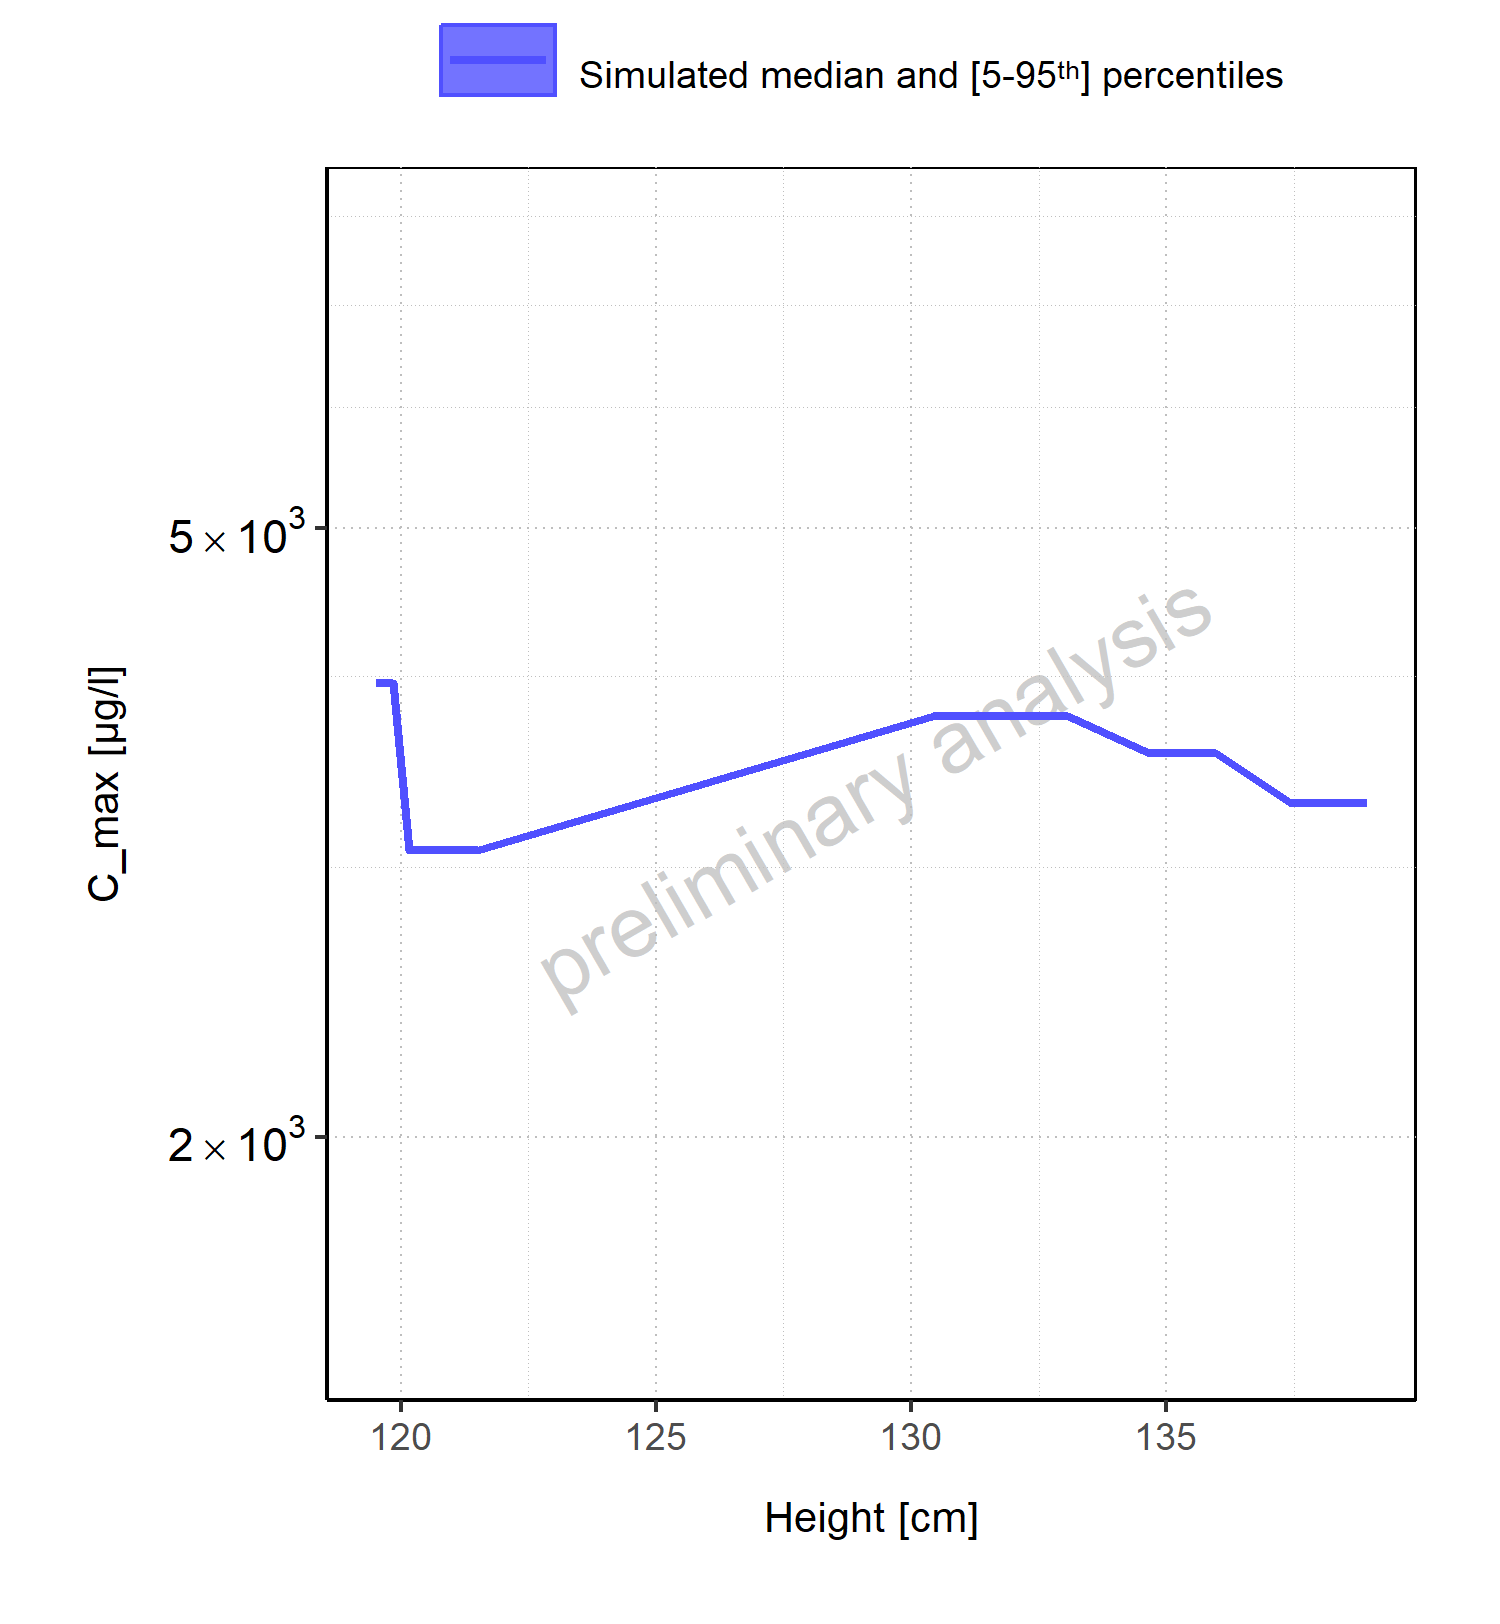 Simulated median and [5-95ᵗʰ] percentiles
5 × 10³
2 × 10³
C_max [µg/l]
preliminary analysis
120 125 130 135
Height [cm]